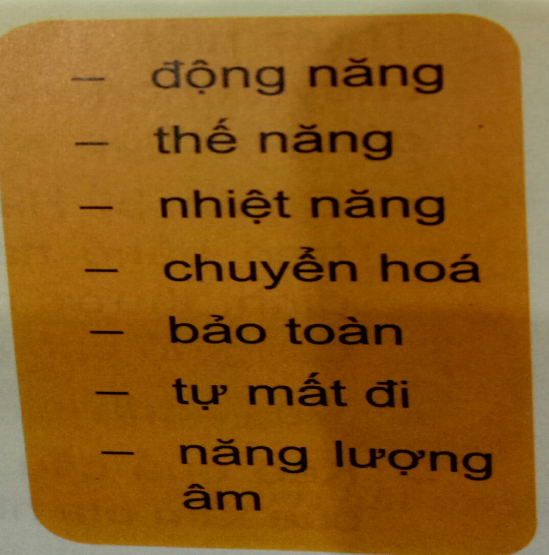 – động năng
– thế năng
– nhiệt năng
– chuyển hoá
– bảo toàn
– tự mất đi
– năng lượng
âm